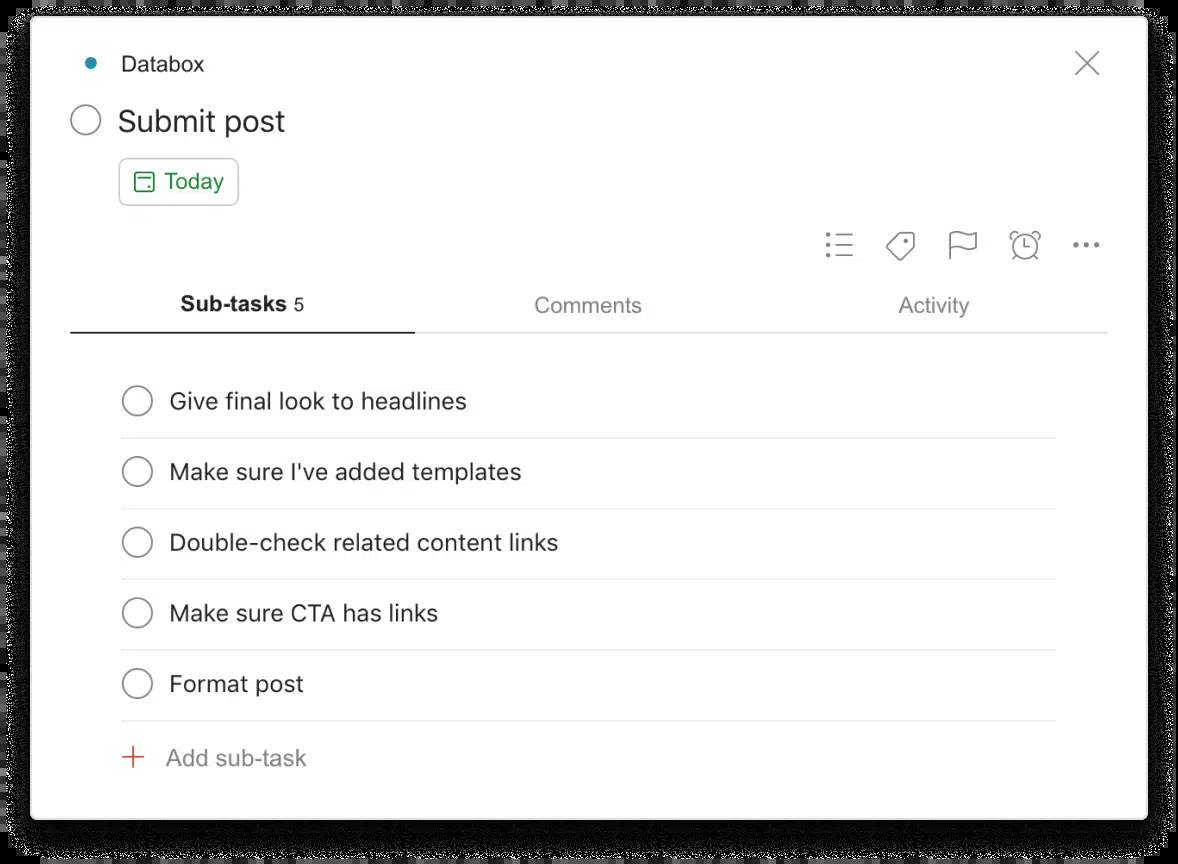 Databox
Submit post
Today
Sub-tasks 5
Comments
Activity
Give final look to headlines
Make sure I've added templates
Double-check related content links
Make sure CTA has links
Format post
Add sub-task